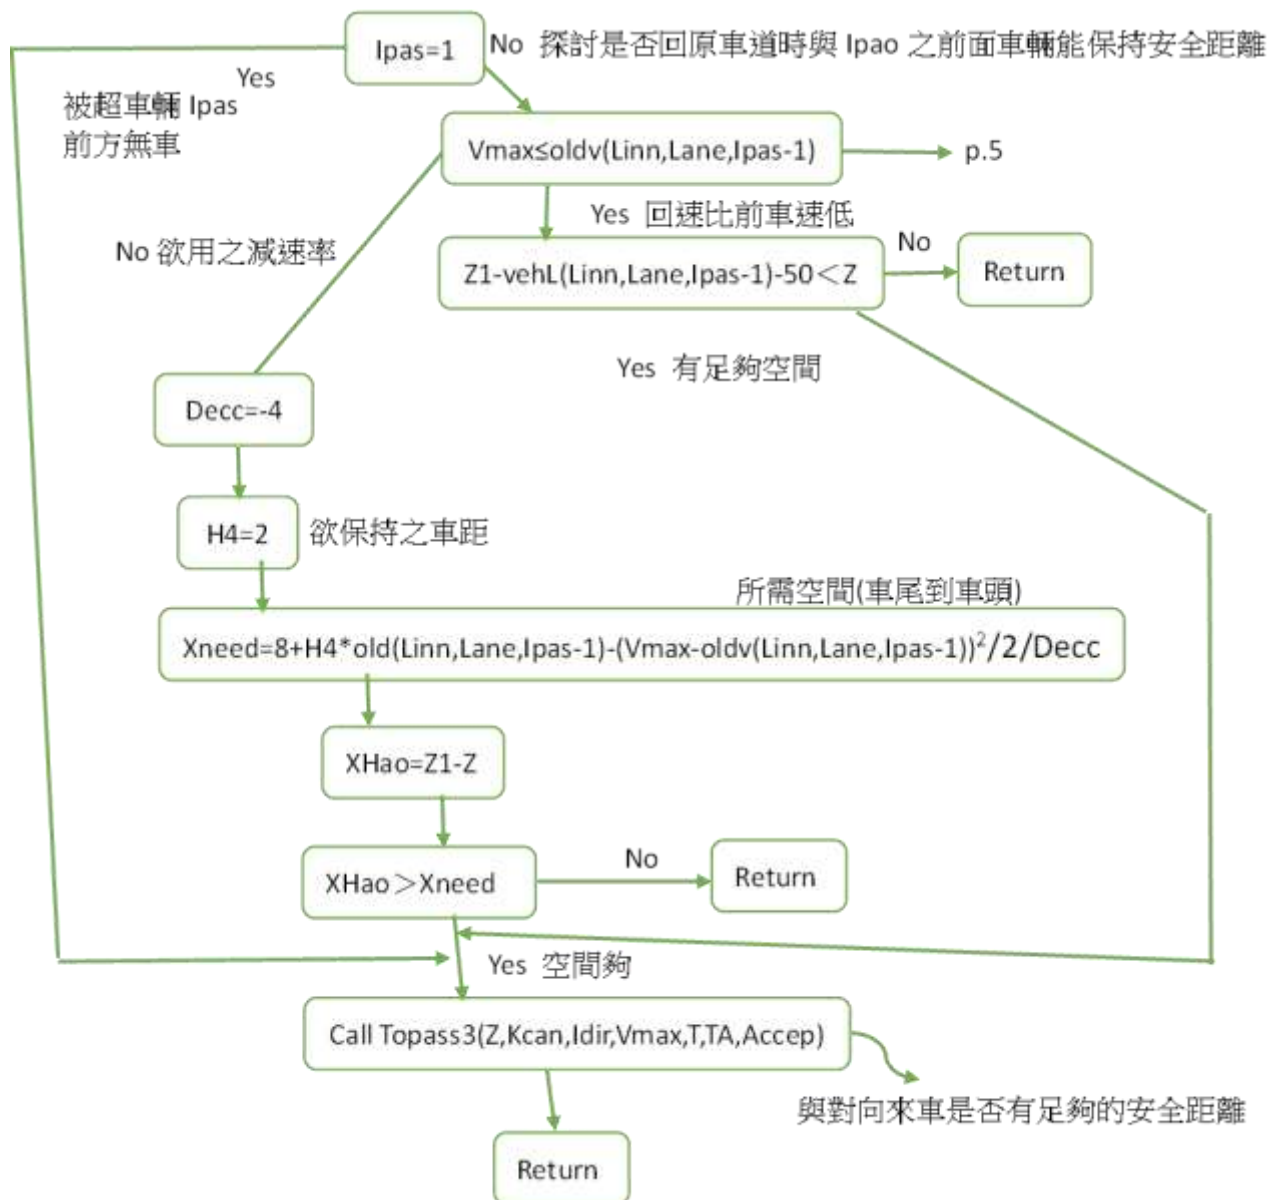 Ipas=1
No 探討是否回原車道時與 Ipao 之前面車輛能保持安全距離
Yes
被超車輛 Ipas
前方無車
Vmax≤oldv(Linn,Lane,Ipas-1)
p.5
Yes 回速比前車速低
No 欲用之減速率
Z1-vehL(Linn,Lane,Ipas-1)-50＜Z
No
Return
Yes 有足夠空間
Decc=-4
H4=2
欲保持之車距
所需空間(車尾到車頭)
Xneed=8+H4*old(Linn,Lane,Ipas-1)-(Vmax-oldv(Linn,Lane,Ipas-1))²/2/Decc
XHao=Z1-Z
XHao＞Xneed
No
Return
Yes 空間夠
Call Topass3(Z,Kcan,Idir,Vmax,T,TA,Accep)
與對向來車是否有足夠的安全距離
Return